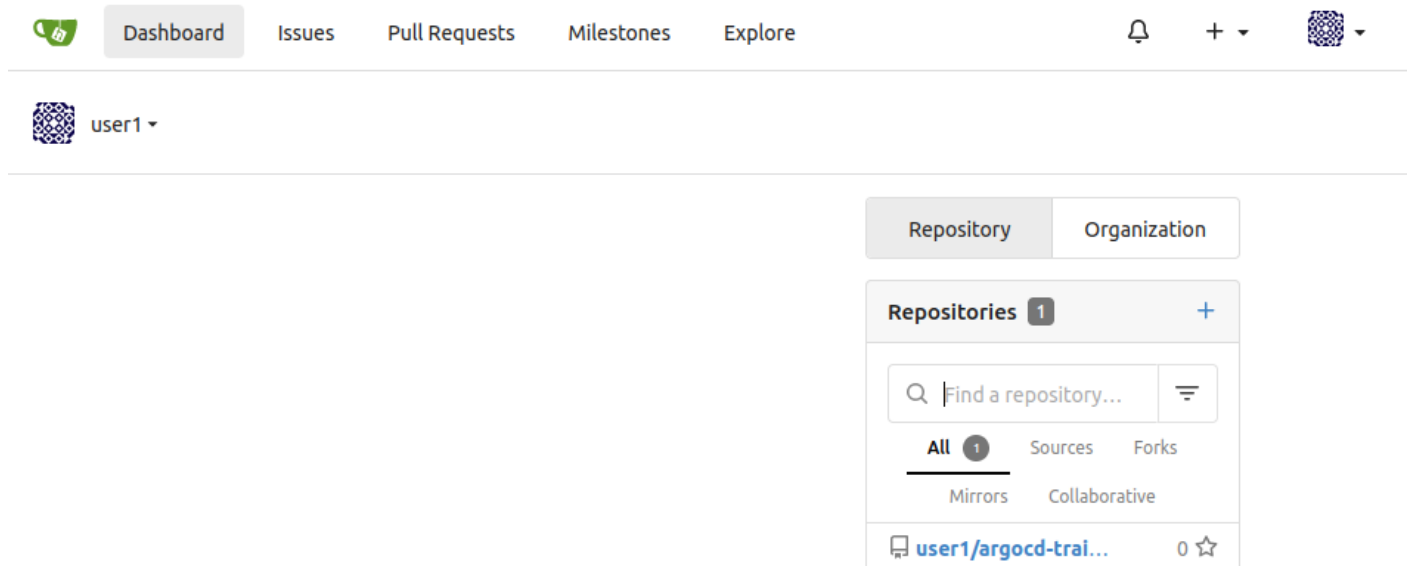 Dashboard Issues Pull Requests Milestones Explore
user1
Repository Organization
Repositories 1
Find a repository...
All 1 Sources Forks
Mirrors Collaborative
user1/argocd-trai... 0